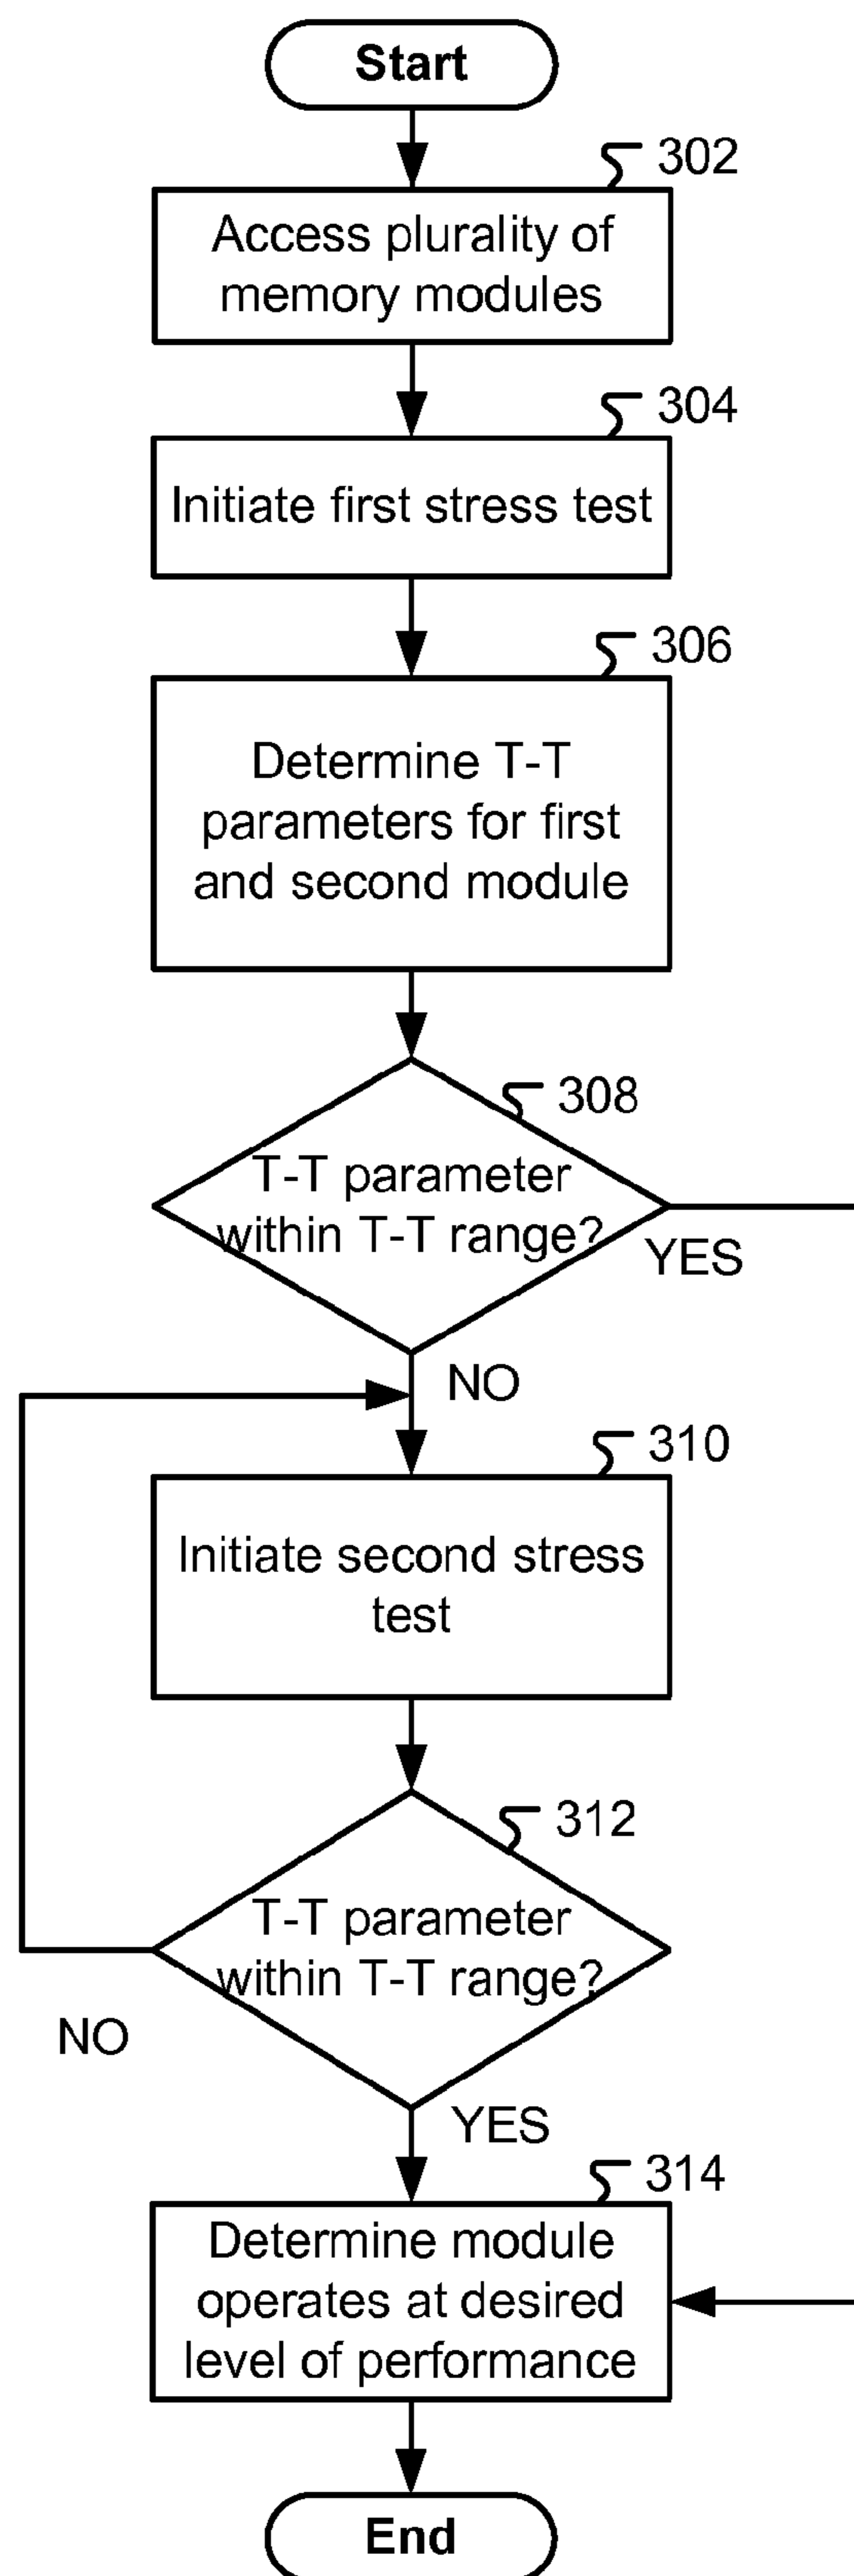 Start
302
Access plurality of
memory modules
304
Initiate first stress test
306
Determine T-T
parameters for first
and second module
308
T-T parameter
within T-T range?
YES
NO
310
Initiate second stress
test
312
T-T parameter
within T-T range?
NO
YES
314
Determine module
operates at desired
level of performance
End